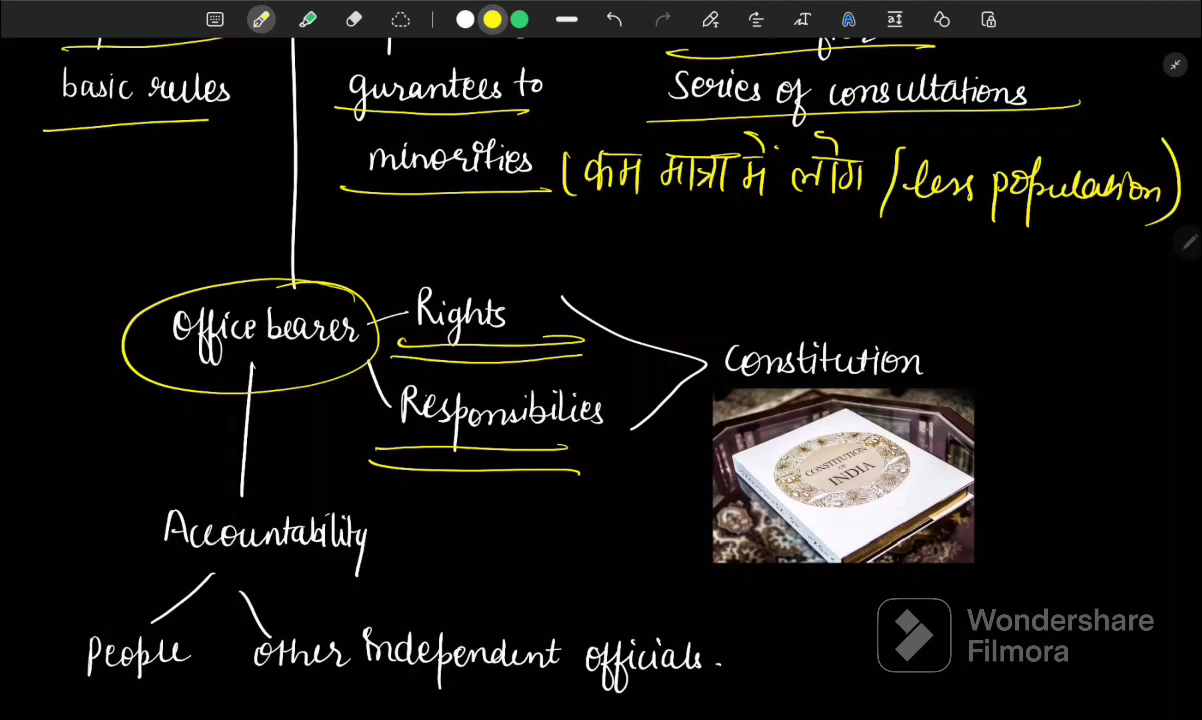 basic rules
gurantees to
minorities (कम मात्रा में लोग / less population)
Series of consultations
Office bearer
Rights
Responsibilies
Constitution
CONSTITUTION
OF
INDIA
Accountability
People
other independent officials.
Wondershare
Filmora